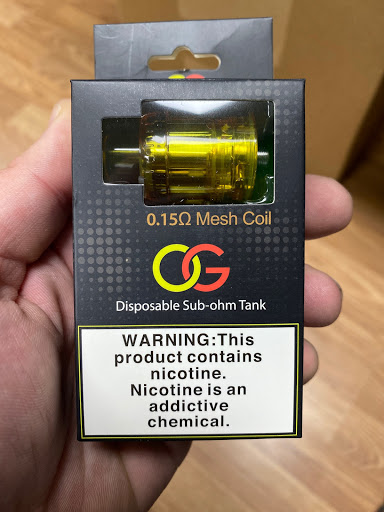 0.15Ω Mesh Coil
OG
Disposable Sub-ohm Tank
WARNING:This
product contains
nicotine.
Nicotine is an
addictive
chemical.